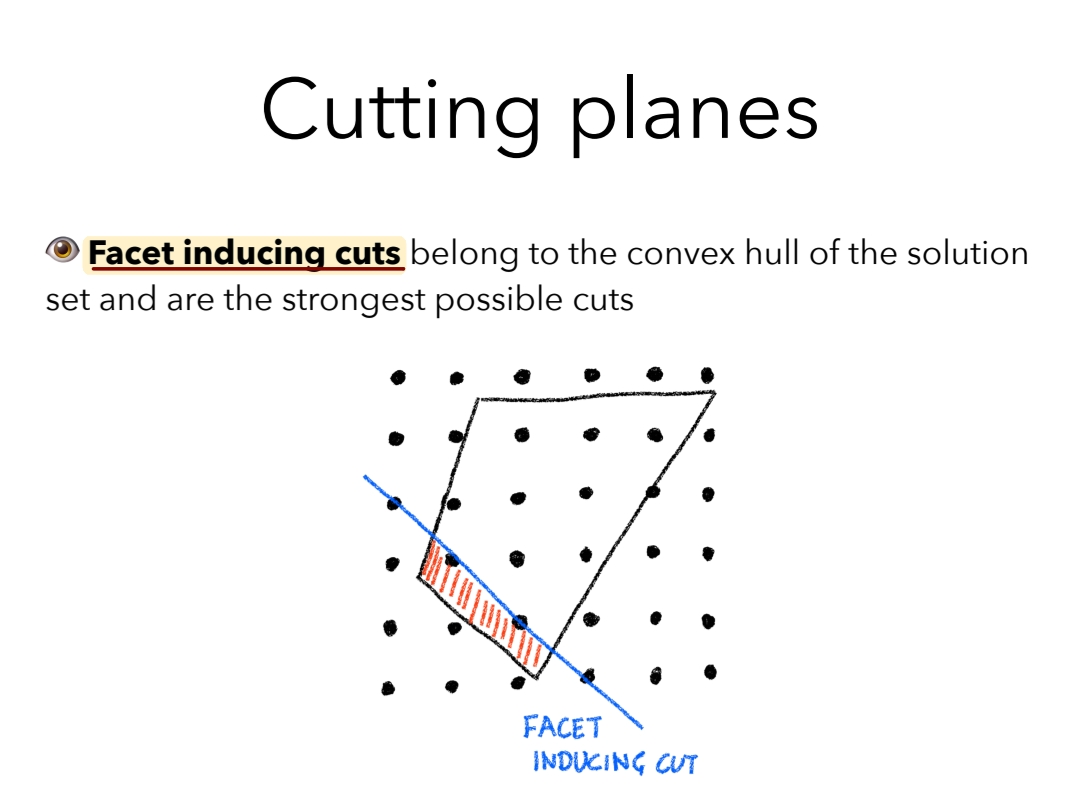 Cutting planes
👁 Facet inducing cuts belong to the convex hull of the solution
set and are the strongest possible cuts
FACET
INDUCING CUT